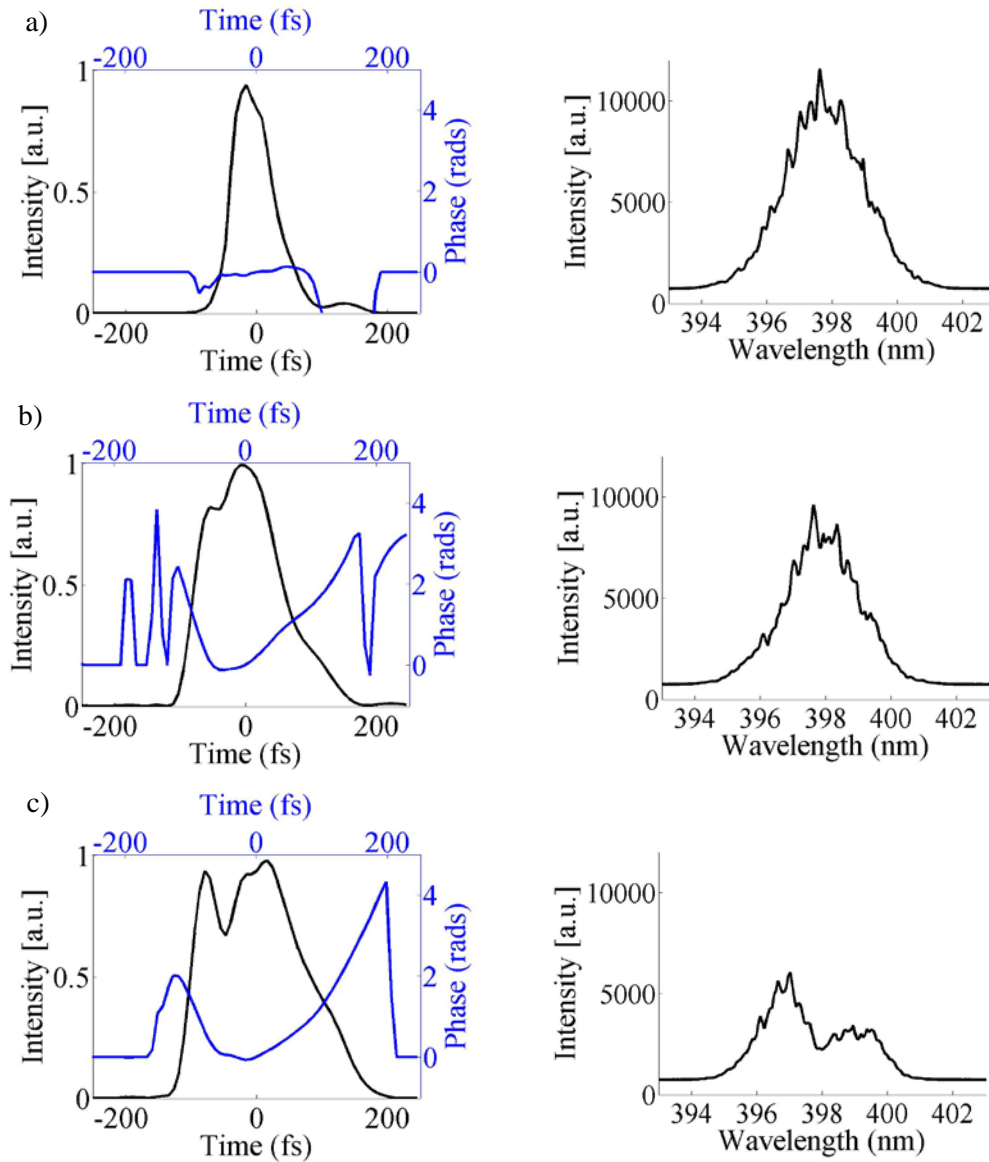 a)
Time (fs)
-200 0 200
1
0.5
0
Intensity [a.u.]
4
2
0
Phase (rads)
-200 0 200
Time (fs)
10000
5000
0
Intensity [a.u.]
394 396 398 400 402
Wavelength (nm)
b)
Time (fs)
-200 0 200
1
0.5
0
Intensity [a.u.]
4
2
0
Phase (rads)
-200 0 200
Time (fs)
10000
5000
0
Intensity [a.u.]
394 396 398 400 402
Wavelength (nm)
c)
Time (fs)
-200 0 200
1
0.5
0
Intensity [a.u.]
4
2
0
Phase (rads)
-200 0 200
Time (fs)
10000
5000
0
Intensity [a.u.]
394 396 398 400 402
Wavelength (nm)